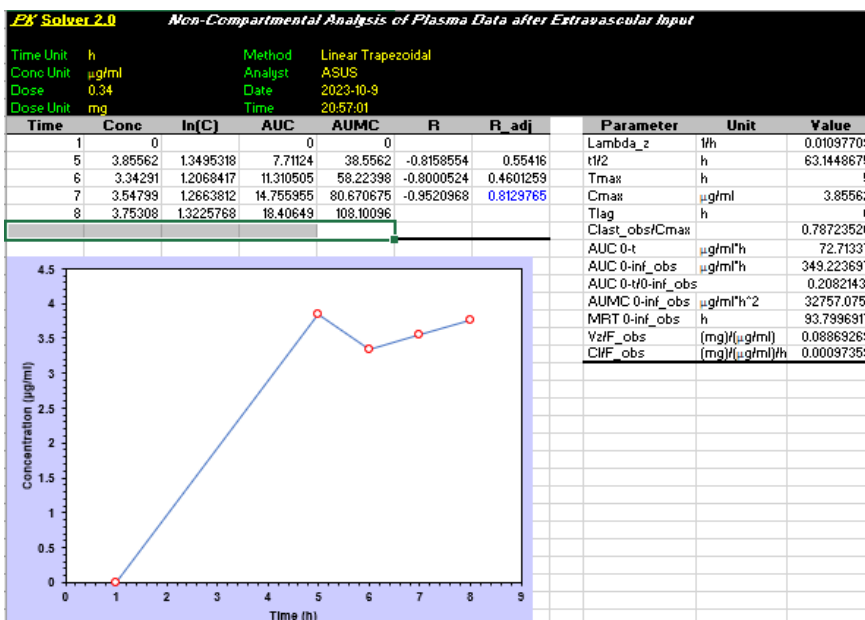 PK Solver 2.0 Non-Compartmental Analysis of Plasma Data after Extravascular Input
Time Unit h Method Linear Trapezoidal
Conc Unit μg/ml Analyst ASUS
Dose 0.34 Date 2023-10-9
Dose Unit mg Time 20:57:01
Time Conc ln(C) AUC AUMC R R_adj Parameter Unit Value
1 0 0 0 Lambda_z 1/h 0.01097709
5 3.85562 1.3495318 7.71124 38.5562 -0.8158554 0.55416 t1/2 h 63.1448675
6 3.34291 1.2068417 11.310505 58.22398 -0.8000524 0.4601259 Tmax h
7 3.54799 1.2663812 14.755955 80.670675 -0.9520968 0.8129765 Cmax μg/ml 3.85562
8 3.75308 1.3225768 18.40649 108.10096 Tlag h
Clast_obs/Cmax 0.7872352
AUC 0-t μg/ml*h 72.7133
AUC 0-inf_obs μg/ml*h 349.22369
AUC 0-t/0-inf_obs 0.2082143
AUMC 0-inf_obs μg/ml*h^2 32757.075
MRT 0-inf_obs h 93.799691
Vz/F_obs (mg)/(μg/ml) 0.0886926
Cl/F_obs (mg)/(μg/ml)/h 0.0009735
4.5
4
3.5
3
2.5
2
1.5
1
0.5
0
Concentration (μg/ml)
0 1 2 3 4 5 6 7 8 9
Time (h)